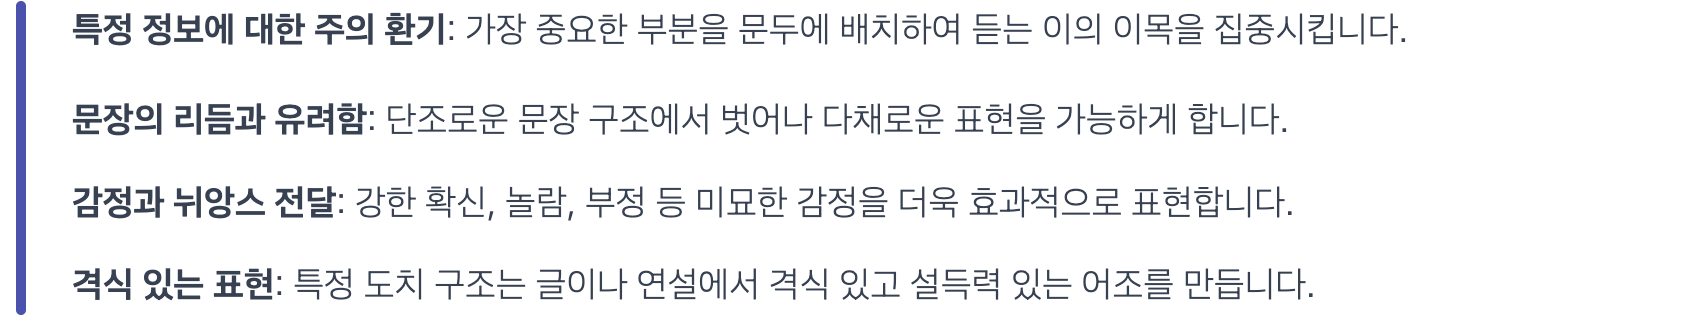 특정 정보에 대한 주의 환기: 가장 중요한 부분을 문두에 배치하여 듣는 이의 이목을 집중시킵니다.
문장의 리듬과 유려함: 단조로운 문장 구조에서 벗어나 다채로운 표현을 가능하게 합니다.
감정과 뉘앙스 전달: 강한 확신, 놀람, 부정 등 미묘한 감정을 더욱 효과적으로 표현합니다.
격식 있는 표현: 특정 도치 구조는 글이나 연설에서 격식 있고 설득력 있는 어조를 만듭니다.